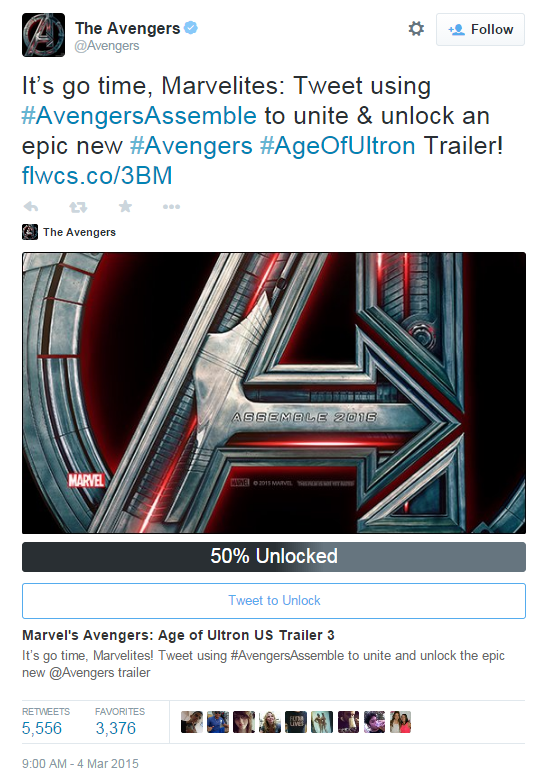 The Avengers
@Avengers
Follow
It's go time, Marvelites: Tweet using
#AvengersAssemble to unite & unlock an
epic new #Avengers #AgeOfUltron Trailer!
flwcs.co/3BM
The Avengers
ASSEMBLE 2015
MARVEL
MARVEL © 2015 MARVEL
50% Unlocked
Tweet to Unlock
Marvel's Avengers: Age of Ultron US Trailer 3
It's go time, Marvelites! Tweet using #AvengersAssemble to unite and unlock the epic
new @Avengers trailer
RETWEETS
5,556
FAVORITES
3,376
9:00 AM - 4 Mar 2015